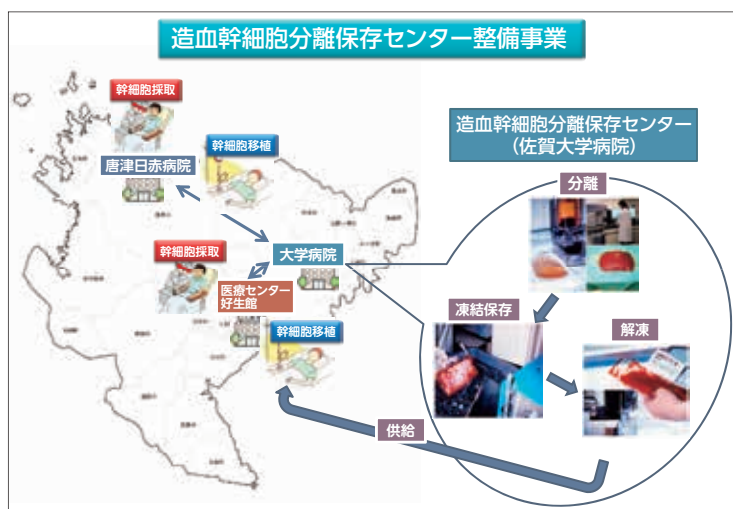 造血幹細胞分離保存センター整備事業
幹細胞採取
唐津日赤病院
幹細胞移植
幹細胞採取
大学病院
医療センター
好生館
幹細胞移植
造血幹細胞分離保存センター
(佐賀大学病院)
分離
凍結保存
解凍
供給